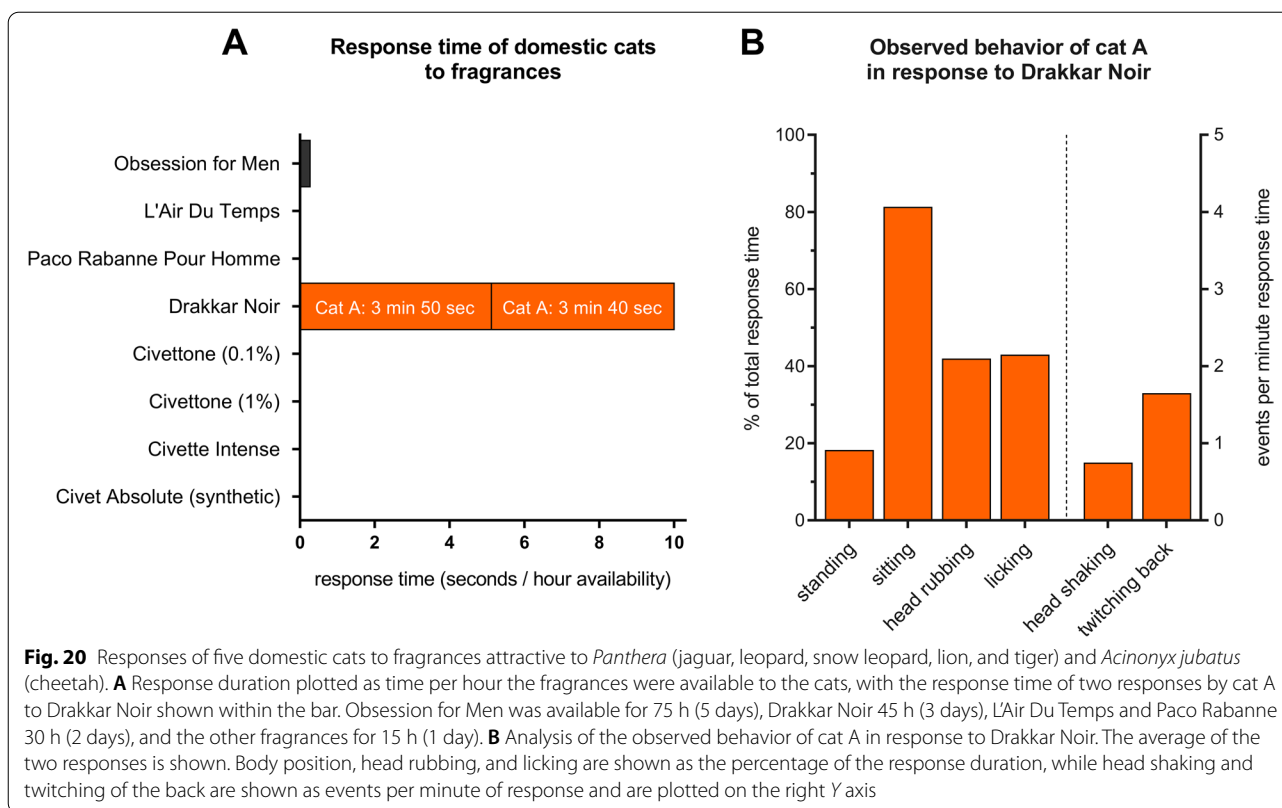 A
Response time of domestic cats
to fragrances
Obsession for Men
L'Air Du Temps
Paco Rabanne Pour Homme
Drakkar Noir
Cat A: 3 min 50 sec
Cat A: 3 min 40 sec
Civettone (0.1%)
Civettone (1%)
Civette Intense
Civet Absolute (synthetic)
0 2 4 6 8 10
response time (seconds / hour availability)
B
Observed behavior of cat A
in response to Drakkar Noir
100
80
60
40
20
0
% of total response time
5
4
3
2
1
0
events per minute response time
standing
sitting
head rubbing
licking
head shaking
twitching back
Fig. 20 Responses of five domestic cats to fragrances attractive to Panthera (jaguar, leopard, snow leopard, lion, and tiger) and Acinonyx jubatus
(cheetah). A Response duration plotted as time per hour the fragrances were available to the cats, with the response time of two responses by cat A
to Drakkar Noir shown within the bar. Obsession for Men was available for 75 h (5 days), Drakkar Noir 45 h (3 days), L'Air Du Temps and Paco Rabanne
30 h (2 days), and the other fragrances for 15 h (1 day). B Analysis of the observed behavior of cat A in response to Drakkar Noir. The average of the
two responses is shown. Body position, head rubbing, and licking are shown as the percentage of the response duration, while head shaking and
twitching of the back are shown as events per minute of response and are plotted on the right Y axis